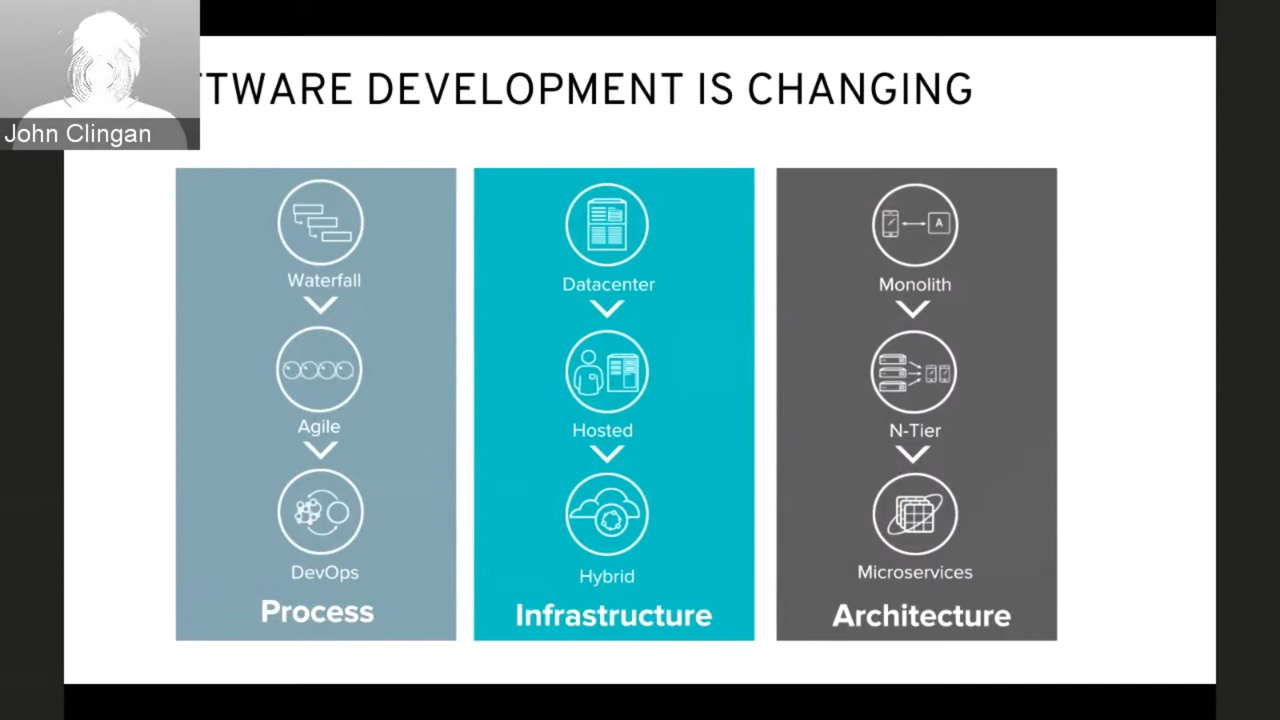 TWARE DEVELOPMENT IS CHANGING
John Clingan
Waterfall
Agile
DevOps
Process
Datacenter
Hosted
Hybrid
Infrastructure
A
Monolith
N-Tier
Microservices
Architecture